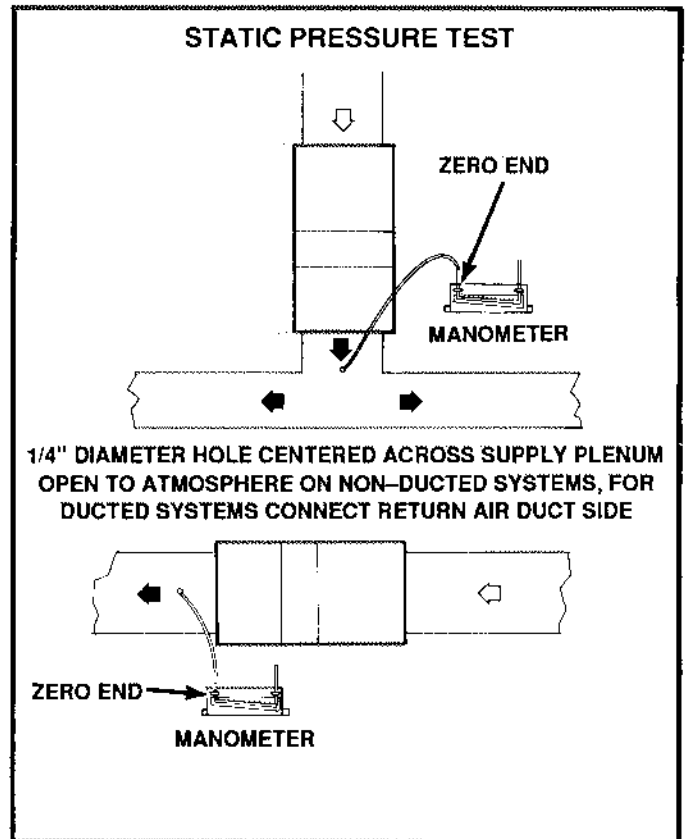 STATIC PRESSURE TEST
ZERO END
MANOMETER
1/4" DIAMETER HOLE CENTERED ACROSS SUPPLY PLENUM
OPEN TO ATMOSPHERE ON NON–DUCTED SYSTEMS, FOR
DUCTED SYSTEMS CONNECT RETURN AIR DUCT SIDE
ZERO END
MANOMETER